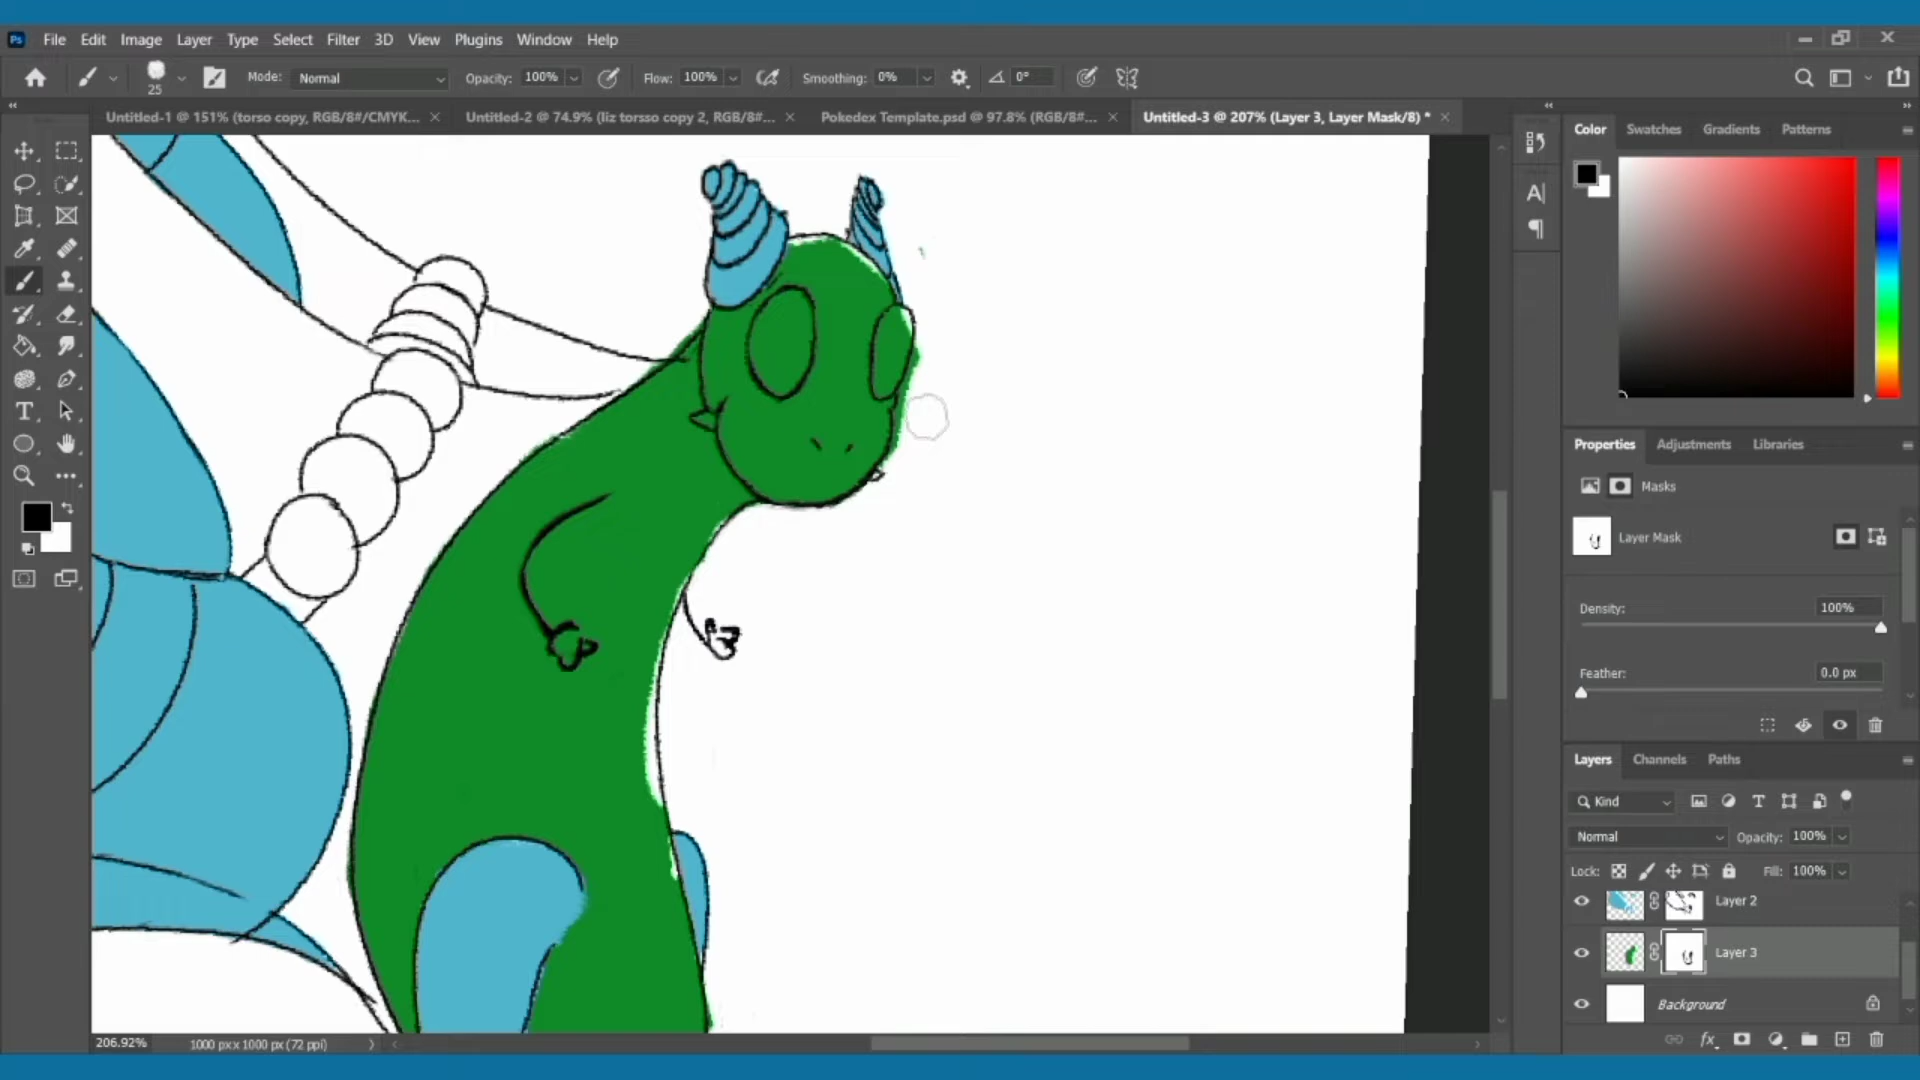 Ps File Edit Image Layer Type Select Filter 3D View Plugins Window Help
25 Mode: Normal Opacity: 100% Flow: 100% Smoothing: 0% 0°
Untitled-1 @ 151% (torso copy, RGB/8#/CMYK... Untitled-2 @ 74.9% (liz torsso copy 2, RGB/8#... Pokedex Template.psd @ 97.8% (RGB/8#... Untitled-3 @ 207% (Layer 3, Layer Mask/8) *
Color Swatches Gradients Patterns
Properties Adjustments Libraries
Masks
Layer Mask
Density: 100%
Feather: 0.0 px
Layers Channels Paths
Kind
Normal Opacity: 100%
Lock: Fill: 100%
Layer 2
Layer 3
Background
206.92% 1000 px x 1000 px (72 ppi)